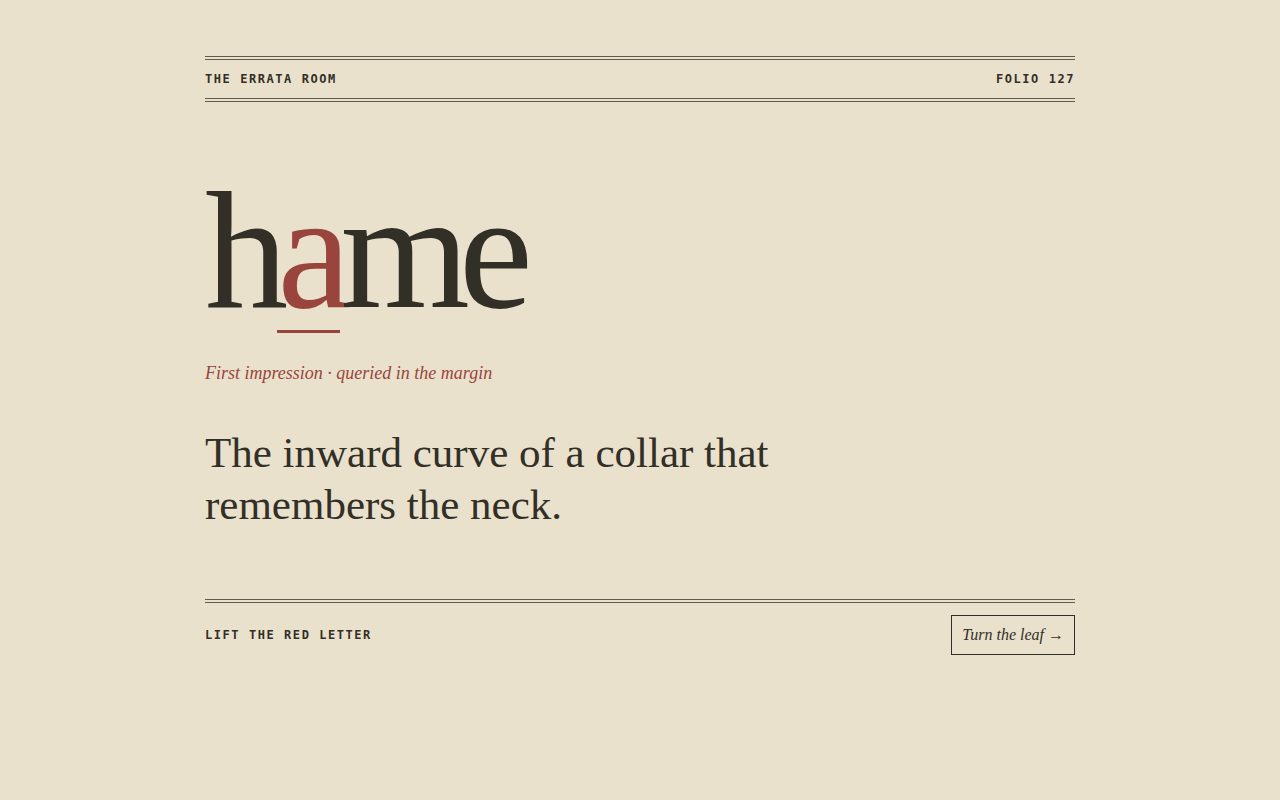 THE ERRATA ROOM
FOLIO 127
hame
First impression · queried in the margin
The inward curve of a collar that
remembers the neck.
LIFT THE RED LETTER
Turn the leaf →